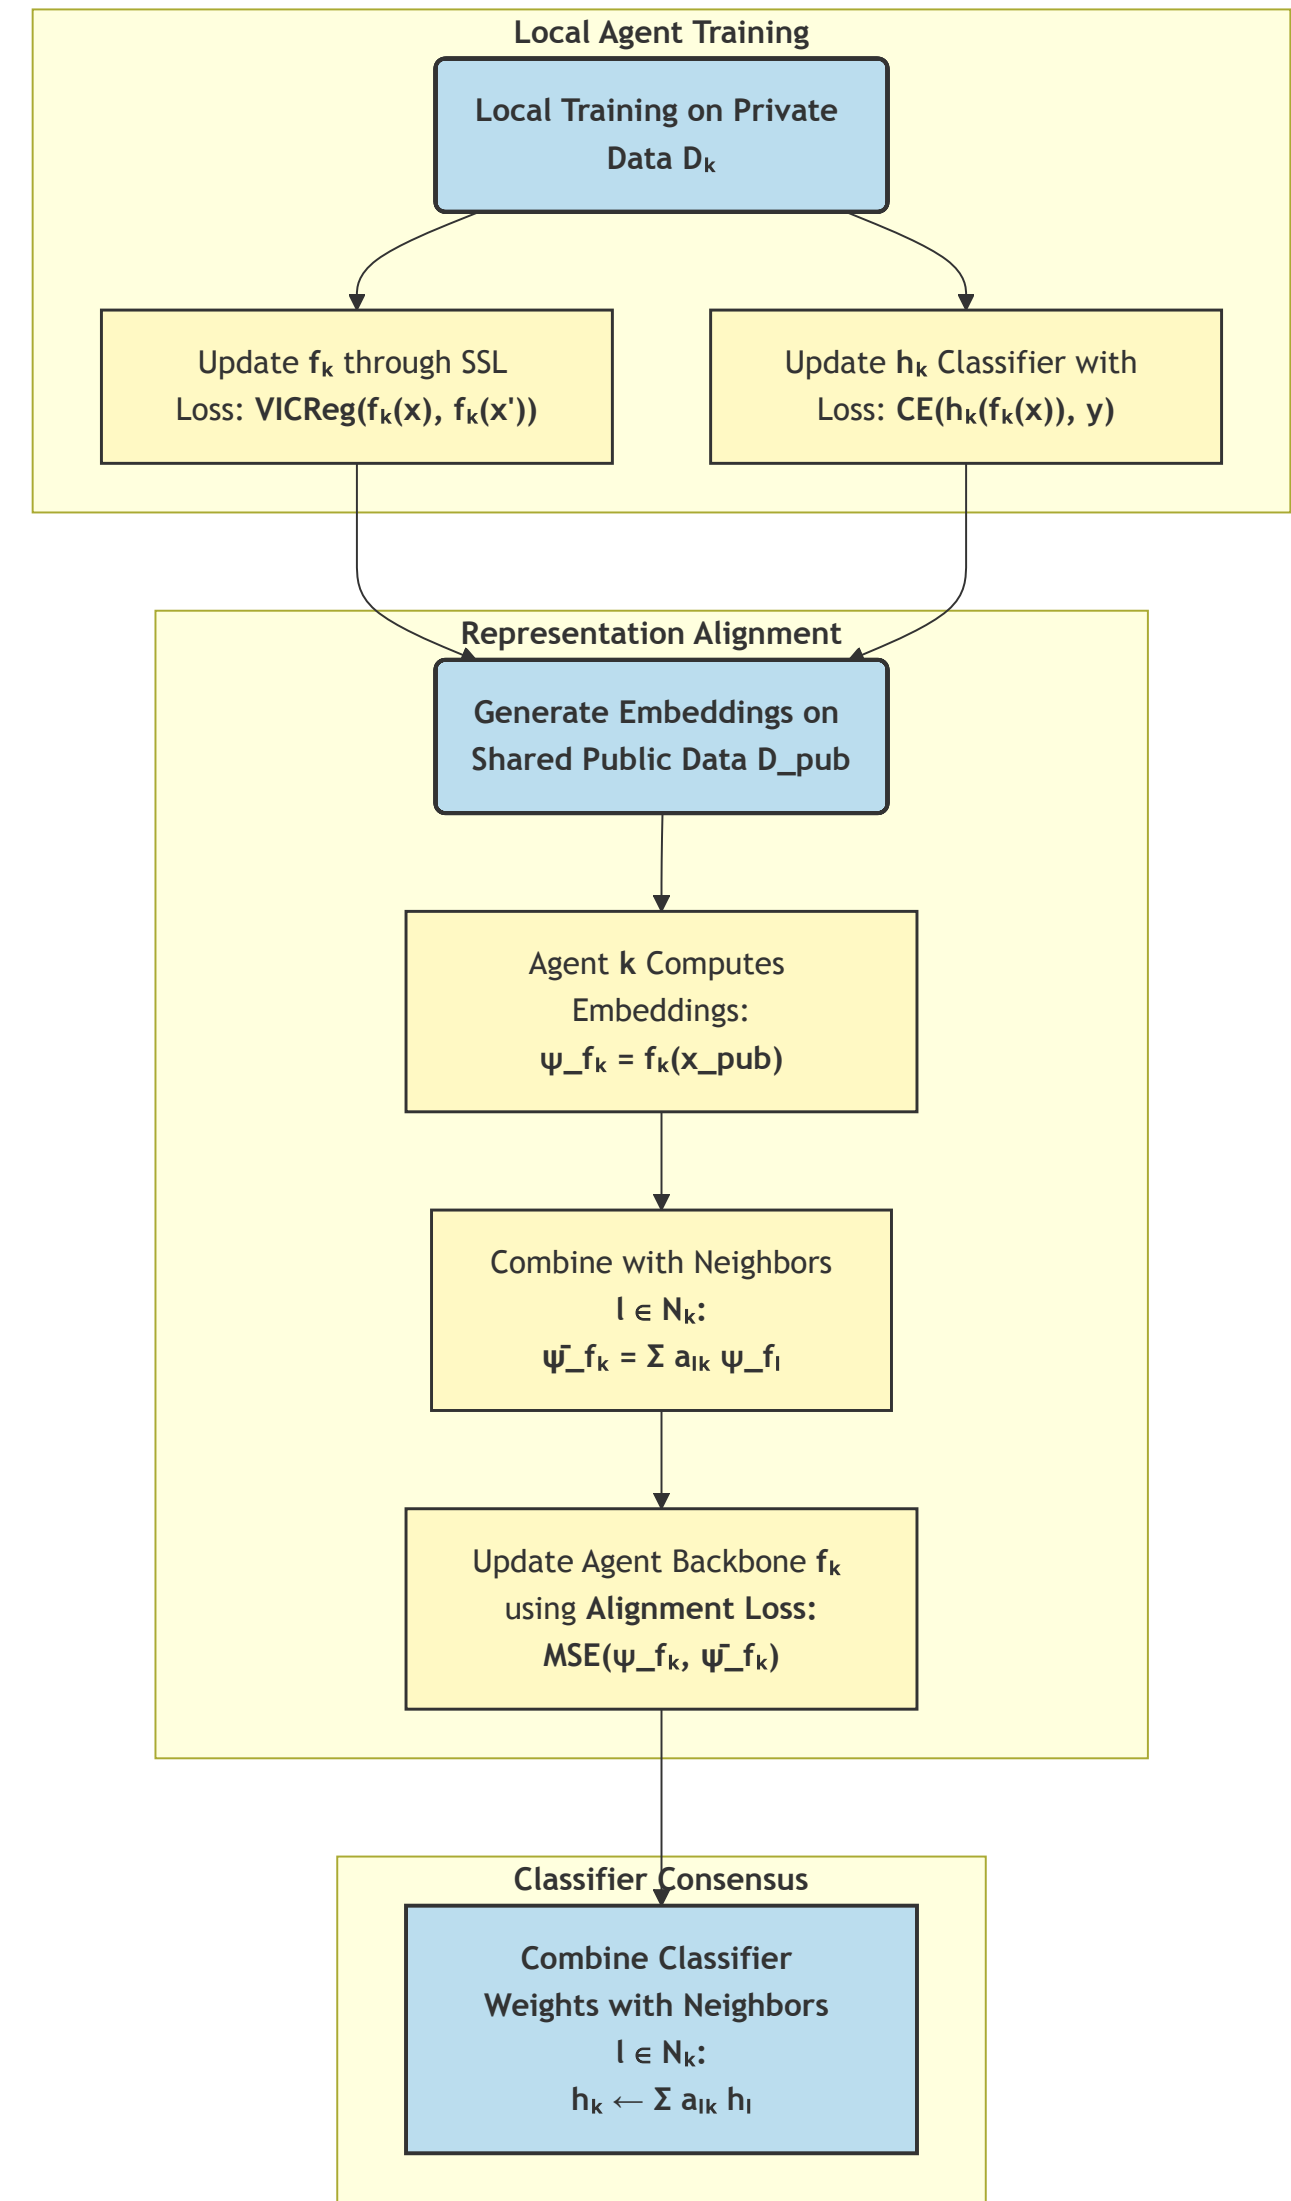 Local Agent Training
Local Training on Private
Data Dₖ
Update fₖ through SSL
Loss: VICReg(fₖ(x), fₖ(x'))
Update hₖ Classifier with
Loss: CE(hₖ(fₖ(x)), y)
Representation Alignment
Generate Embeddings on
Shared Public Data D_pub
Agent k Computes
Embeddings:
ψ_fₖ = fₖ(x_pub)
Combine with Neighbors
l ∈ Nₖ:
ψ̄_fₖ = Σ aₗₖ ψ_fₗ
Update Agent Backbone fₖ
using Alignment Loss:
MSE(ψ_fₖ, ψ̄_fₖ)
Classifier Consensus
Combine Classifier
Weights with Neighbors
l ∈ Nₖ:
hₖ ← Σ aₗₖ hₗ